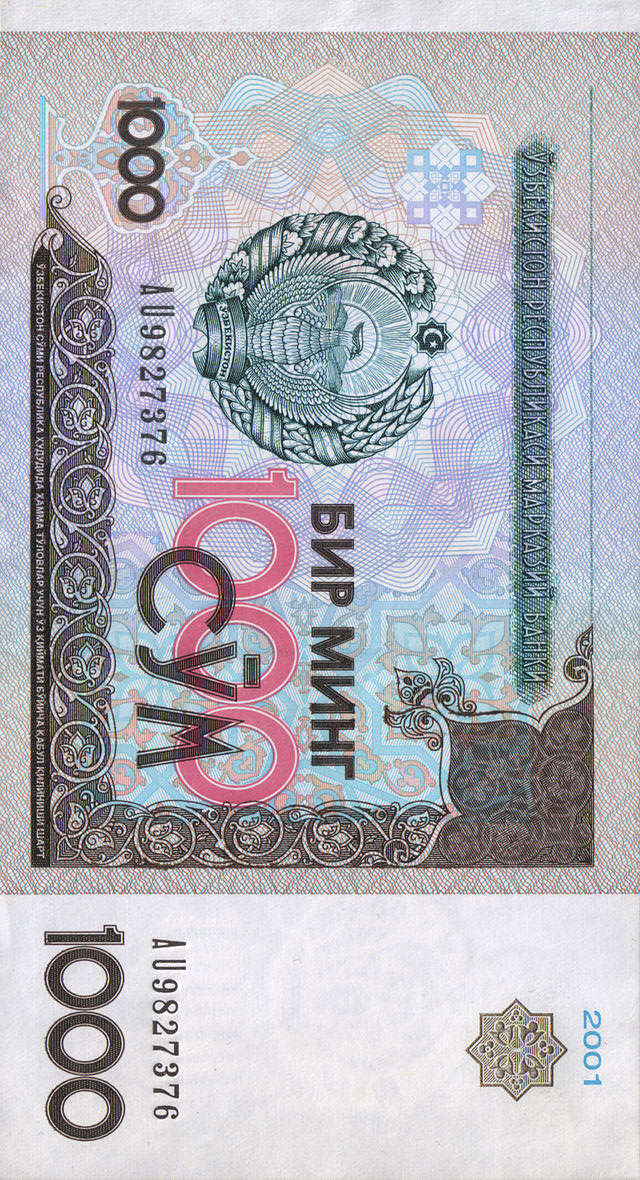 ЎЗБЕКИСТОН РЕСПУБЛИКАСИ МАРКАЗИЙ БАНКИ
2001
1000
ЎЗБЕКИСТОН
БИР МИНГ
1000
СЎМ
AU9827376
AU9827376
1000
ЎЗБЕКИСТОН СЎМИ РЕСПУБЛИКА ХУДУДИДА ҲАММА ТУЛОВЛАР УЧУН ЎЗ ҚИЙМАТИ БЎЙИЧА ҚАБУЛ ҚИЛИНИШИ ШАРТ